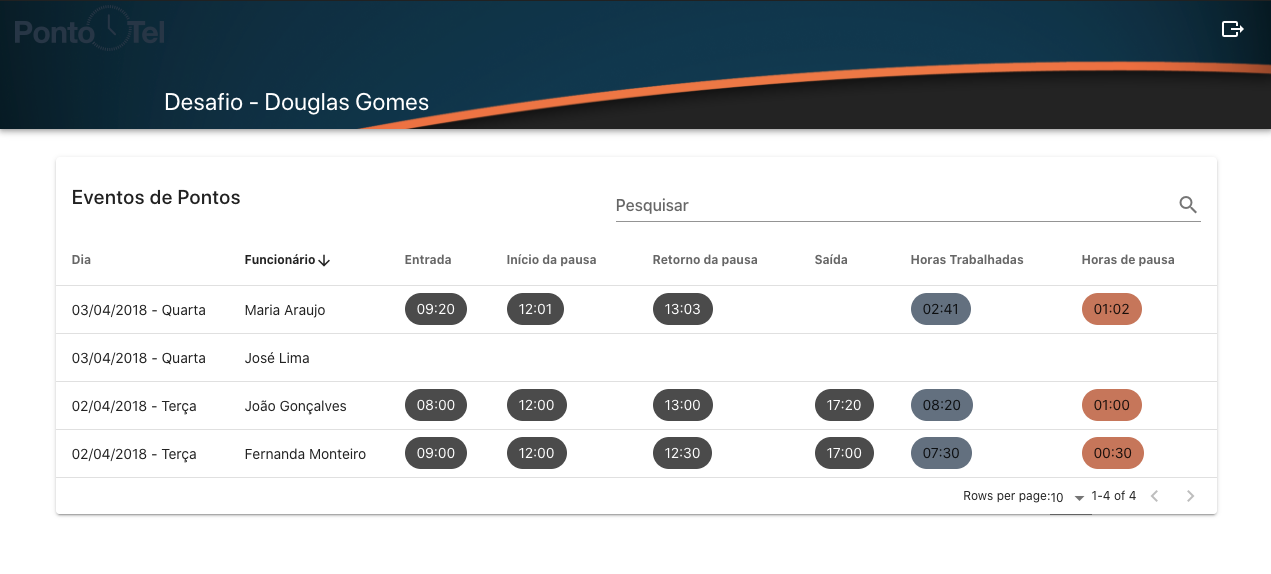 Ponto Tel
Desafio - Douglas Gomes
Eventos de Pontos
Pesquisar
Dia Funcionário Entrada Início da pausa Retorno da pausa Saída Horas Trabalhadas Horas de pausa
03/04/2018 - Quarta Maria Araujo 09:20 12:01 13:03 02:41 01:02
03/04/2018 - Quarta José Lima
02/04/2018 - Terça João Gonçalves 08:00 12:00 13:00 17:20 08:20 01:00
02/04/2018 - Terça Fernanda Monteiro 09:00 12:00 12:30 17:00 07:30 00:30
Rows per page: 10 1-4 of 4